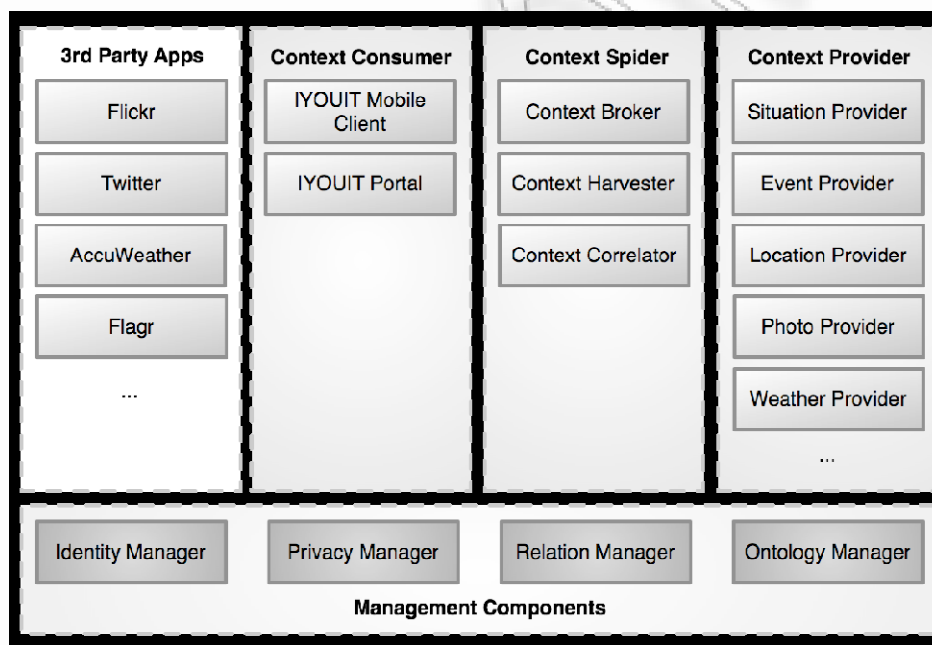 3rd Party Apps
Flickr
Twitter
AccuWeather
Flagr
...
Context Consumer
IYOUIT Mobile
Client
IYOUIT Portal
Context Spider
Context Broker
Context Harvester
Context Correlator
Context Provider
Situation Provider
Event Provider
Location Provider
Photo Provider
Weather Provider
...
Identity Manager
Privacy Manager
Relation Manager
Ontology Manager
Management Components